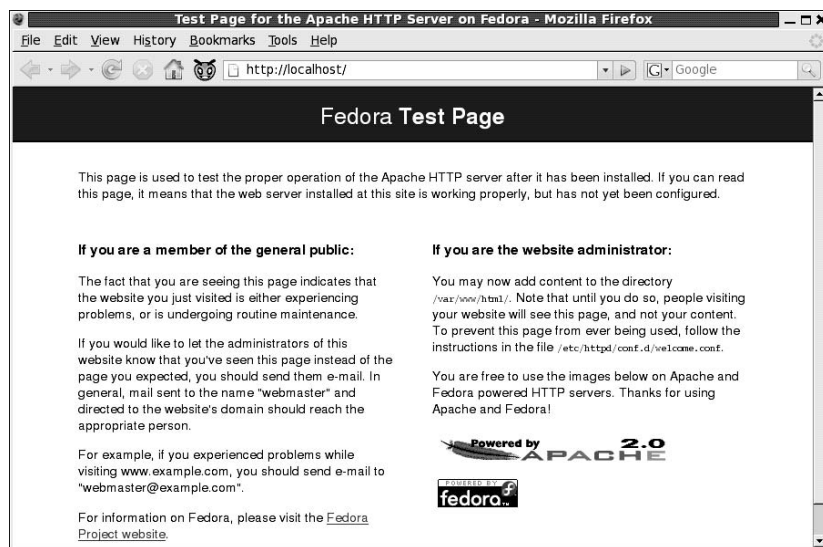 Test Page for the Apache HTTP Server on Fedora - Mozilla Firefox
File Edit View History Bookmarks Tools Help
http://localhost/
G Google
Fedora Test Page
This page is used to test the proper operation of the Apache HTTP server after it has been installed. If you can read
this page, it means that the web server installed at this site is working properly, but has not yet been configured.
If you are a member of the general public:
The fact that you are seeing this page indicates that
the website you just visited is either experiencing
problems, or is undergoing routine maintenance.
If you would like to let the administrators of this
website know that you've seen this page instead of the
page you expected, you should send them e-mail. In
general, mail sent to the name "webmaster" and
directed to the website's domain should reach the
appropriate person.
For example, if you experienced problems while
visiting www.example.com, you should send e-mail to
"webmaster@example.com".
For information on Fedora, please visit the Fedora
Project website.
If you are the website administrator:
You may now add content to the directory
/var/www/html/. Note that until you do so, people visiting
your website will see this page, and not your content.
To prevent this page from ever being used, follow the
instructions in the file /etc/httpd/conf.d/welcome.conf.
You are free to use the images below on Apache and
Fedora powered HTTP servers. Thanks for using
Apache and Fedora!
Powered by 2.0
APACHE
POWERED BY
fedora